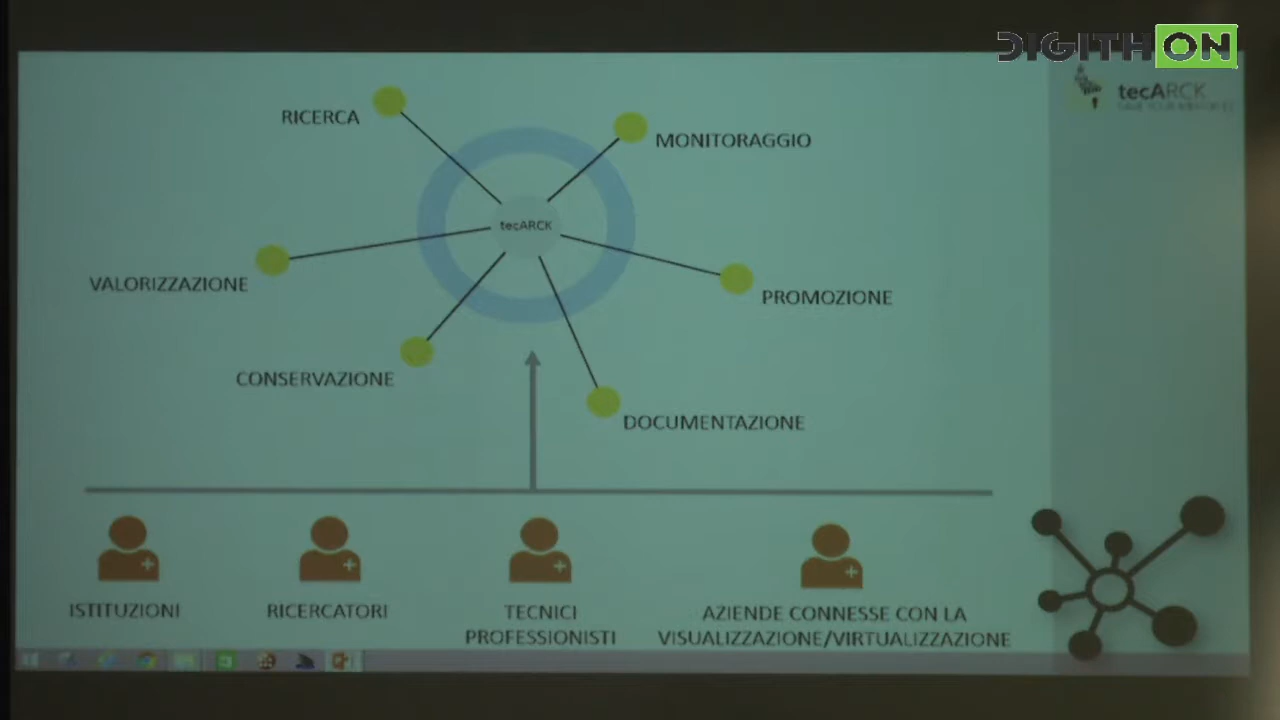 DIGITHON
tecARCK
RICERCA
MONITORAGGIO
tecARCK
VALORIZZAZIONE
PROMOZIONE
CONSERVAZIONE
DOCUMENTAZIONE
ISTITUZIONI
RICERCATORI
TECNICI
PROFESSIONISTI
AZIENDE CONNESSE CON LA
VISUALIZZAZIONE/VIRTUALIZZAZIONE